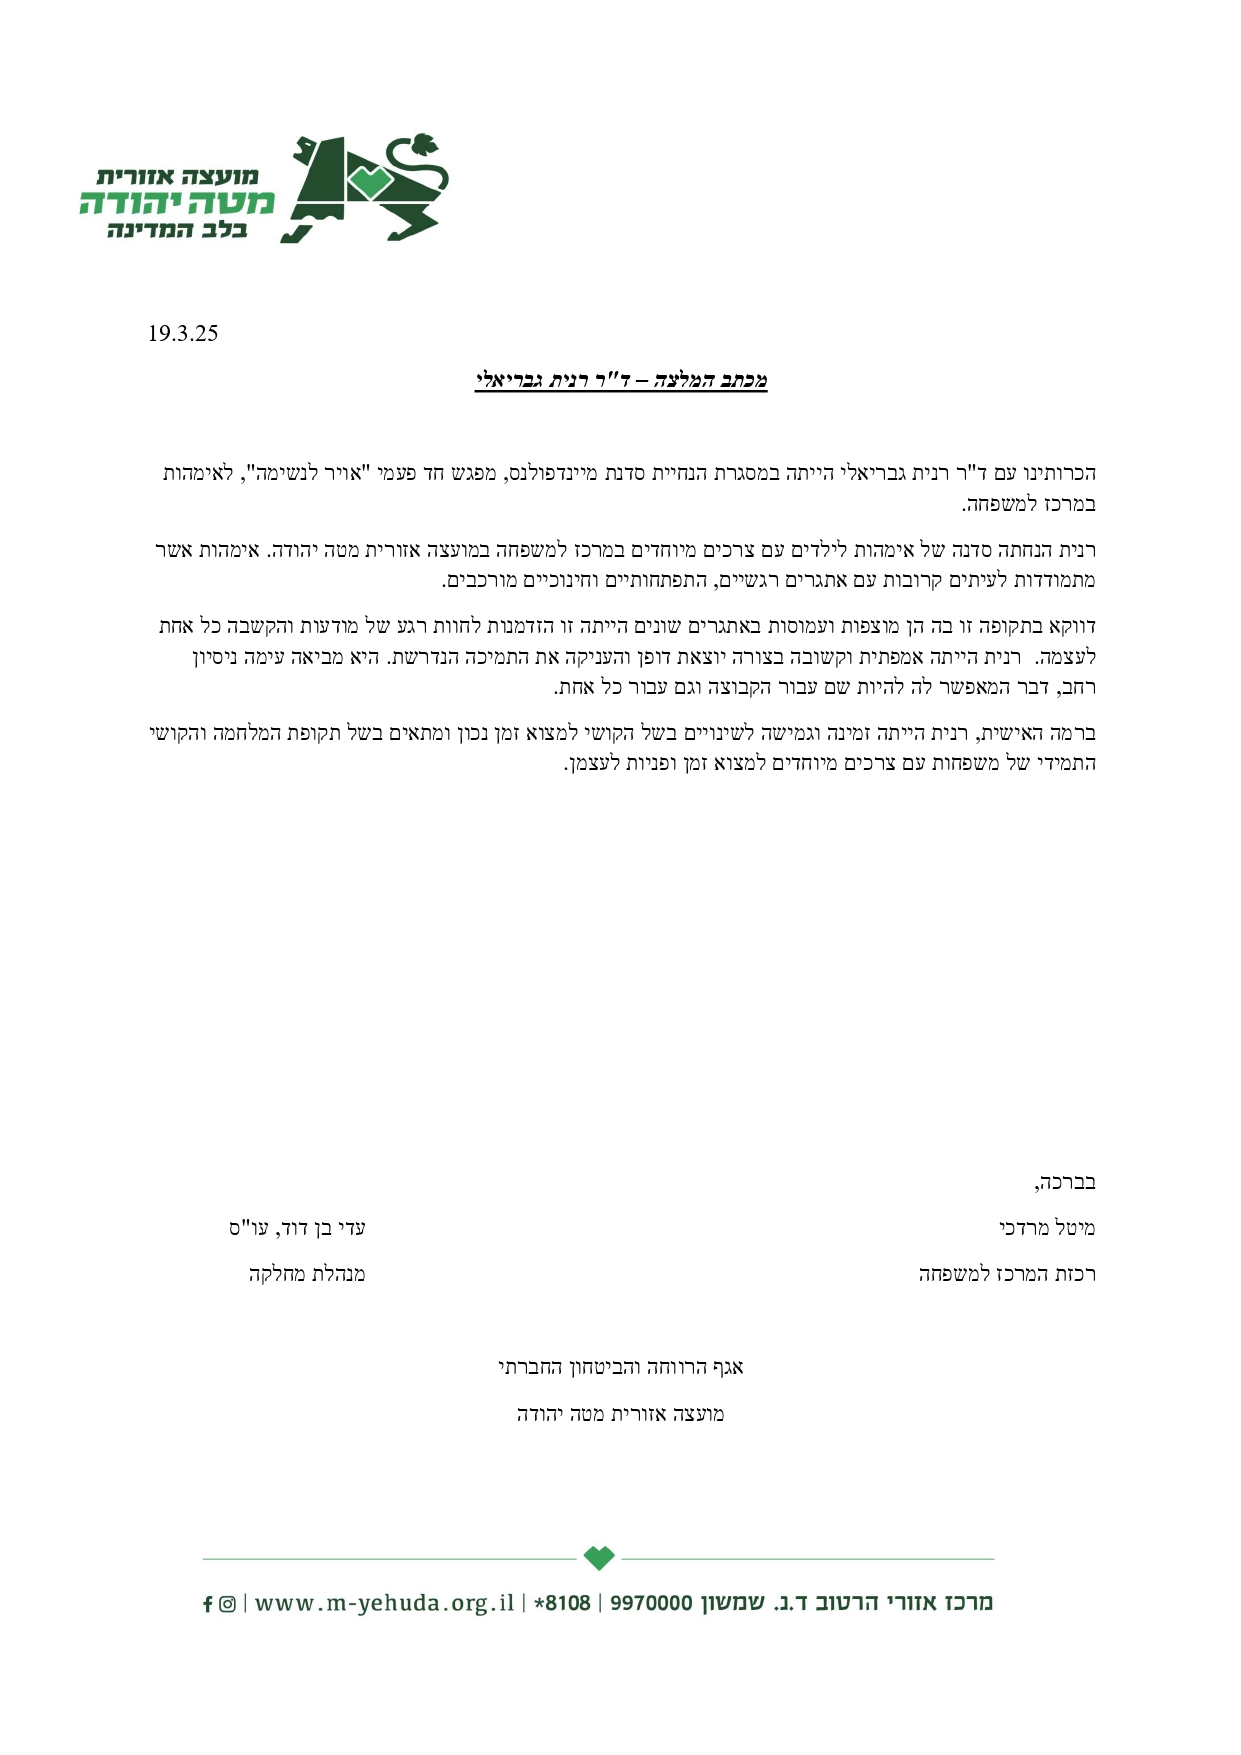 מועצה אזורית
מטה יהודה
בלב המדינה
19.3.25
מכתב המלצה – ד"ר רנית גבריאלי
הכרותינו עם ד"ר רנית גבריאלי הייתה במסגרת הנחיית סדנת מיינדפולנס, מפגש חד פעמי "אויר לנשימה", לאימהות
במרכז למשפחה.
רנית הנחתה סדנה של אימהות לילדים עם צרכים מיוחדים במרכז למשפחה במועצה אזורית מטה יהודה. אימהות אשר
מתמודדות לעיתים קרובות עם אתגרים רגשיים, התפתחותיים וחינוכיים מורכבים.
דווקא בתקופה זו בה הן מוצפות ועמוסות באתגרים שונים הייתה זו הזדמנות לחוות רגע של מודעות והקשבה כל אחת
לעצמה.  רנית הייתה אמפתית וקשובה בצורה יוצאת דופן והעניקה את התמיכה הנדרשת. היא מביאה עימה ניסיון
רחב, דבר המאפשר לה להיות שם עבור הקבוצה וגם עבור כל אחת.
ברמה האישית, רנית הייתה זמינה וגמישה לשינויים בשל הקושי למצוא זמן נכון ומתאים בשל תקופת המלחמה והקושי
התמידי של משפחות עם צרכים מיוחדים למצוא זמן ופניות לעצמן.
בברכה,
מיטל מרדכי עדי בן דוד, עו"ס
רכזת המרכז למשפחה מנהלת מחלקה
אגף הרווחה והביטחון החברתי
מועצה אזורית מטה יהודה
מרכז אזורי הרטוב ד.נ. שמשון 9970000 | 8108* | www.m-yehuda.org.il |